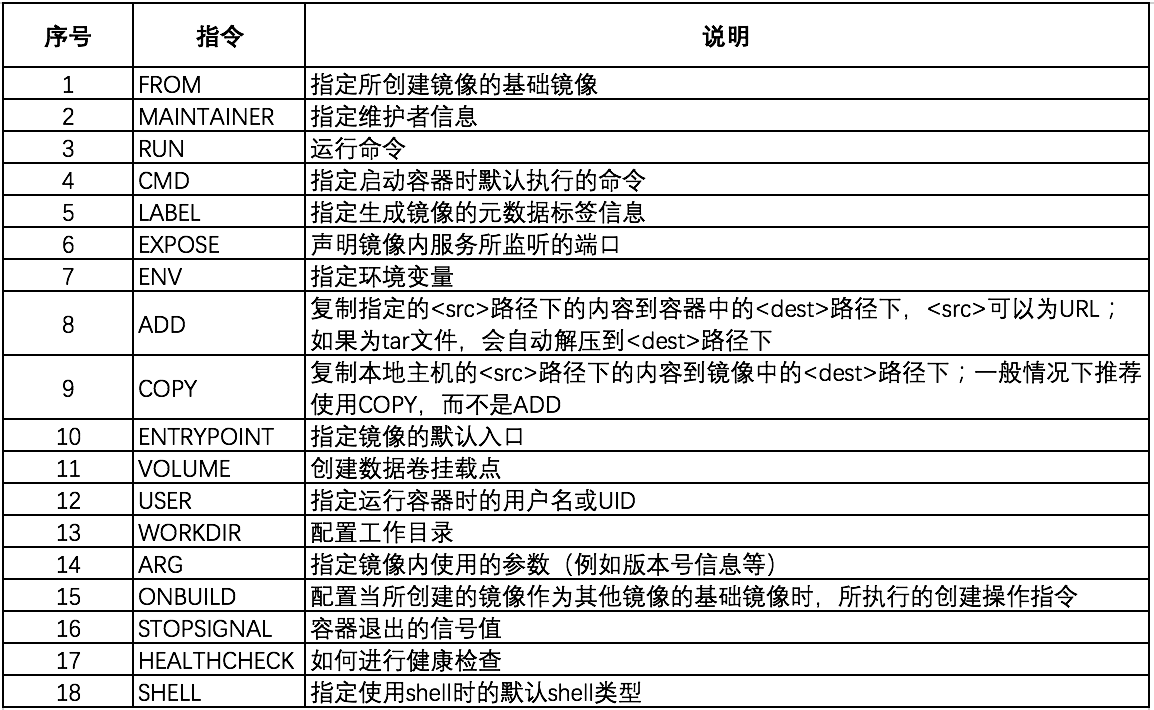 序号 指令 说明
1 FROM 指定所创建镜像的基础镜像
2 MAINTAINER 指定维护者信息
3 RUN 运行命令
4 CMD 指定启动容器时默认执行的命令
5 LABEL 指定生成镜像的元数据标签信息
6 EXPOSE 声明镜像内服务所监听的端口
7 ENV 指定环境变量
8 ADD 复制指定的<src>路径下的内容到容器中的<dest>路径下，<src>可以为URL；
如果为tar文件，会自动解压到<dest>路径下
9 COPY 复制本地主机的<src>路径下的内容到镜像中的<dest>路径下；一般情况下推荐
使用COPY，而不是ADD
10 ENTRYPOINT 指定镜像的默认入口
11 VOLUME 创建数据卷挂载点
12 USER 指定运行容器时的用户名或UID
13 WORKDIR 配置工作目录
14 ARG 指定镜像内使用的参数（例如版本号信息等）
15 ONBUILD 配置当所创建的镜像作为其他镜像的基础镜像时，所执行的创建操作指令
16 STOPSIGNAL 容器退出的信号值
17 HEALTHCHECK 如何进行健康检查
18 SHELL 指定使用shell时的默认shell类型